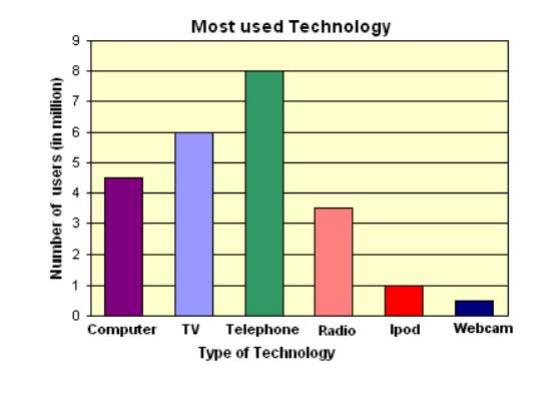 Most used Technology
Number of users (in million)
9
8
7
6
5
4
3
2
1
0
Computer TV Telephone Radio Ipod Webcam
Type of Technology